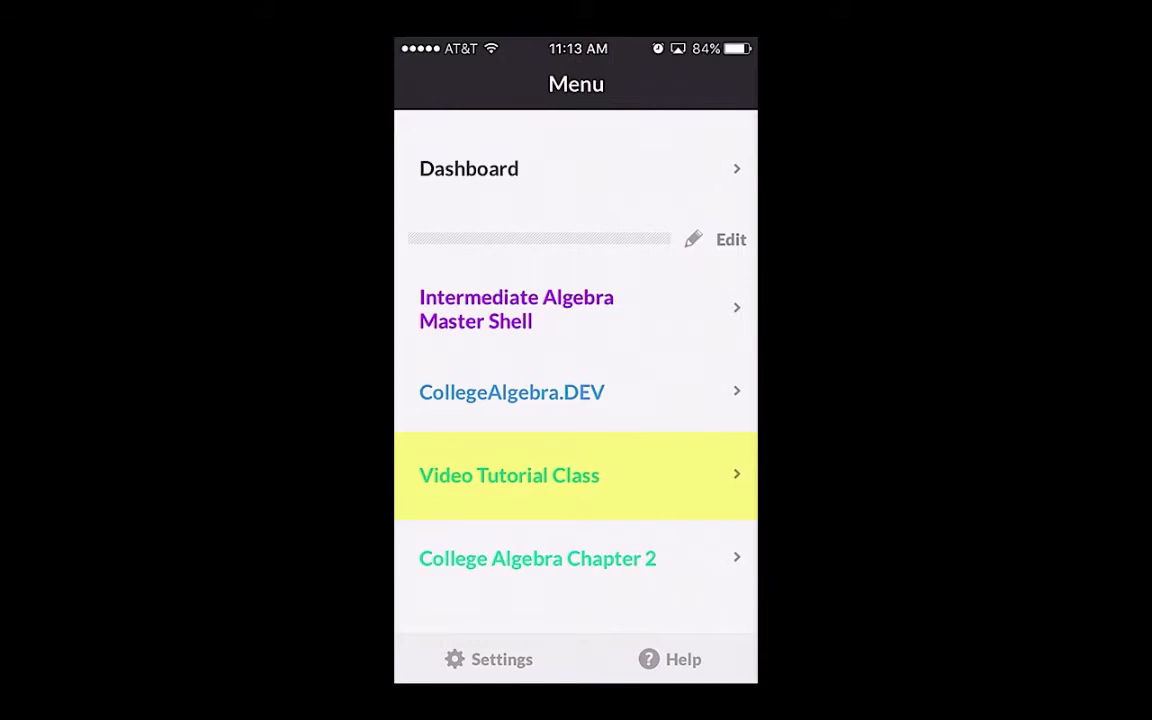 AT&T 11:13 AM 84%
Menu
Dashboard
Edit
Intermediate Algebra
Master Shell
CollegeAlgebra.DEV
Video Tutorial Class
College Algebra Chapter 2
Settings Help